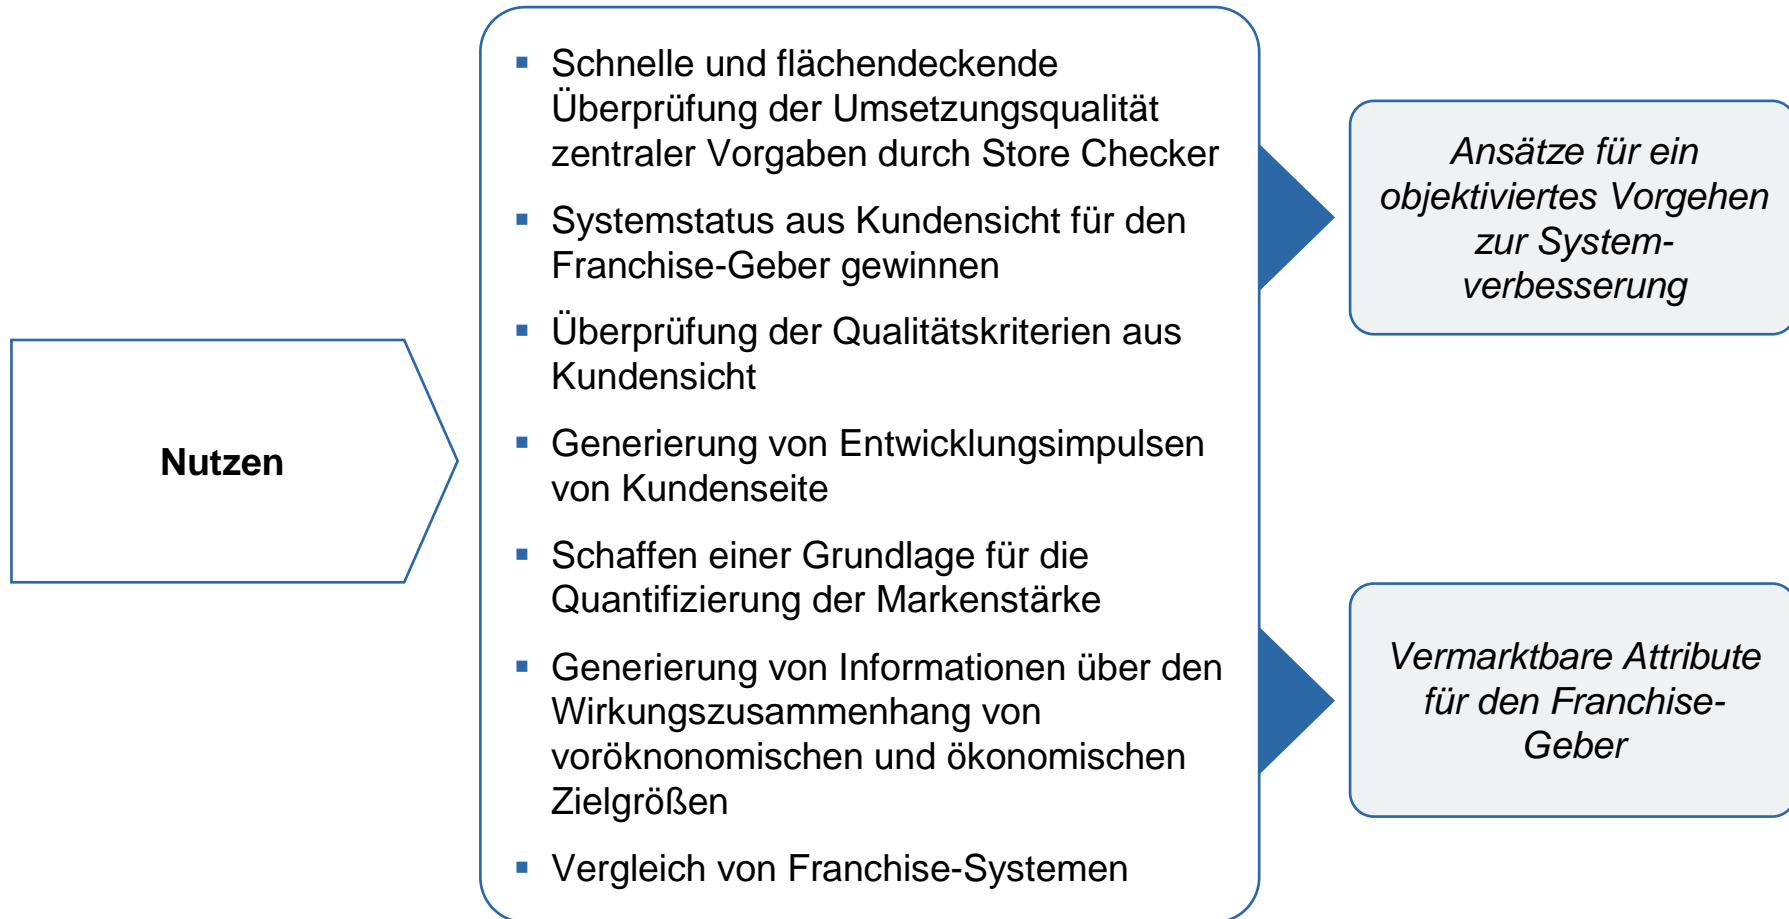 Nutzen
▪ Schnelle und flächendeckende
Überprüfung der Umsetzungsqualität
zentraler Vorgaben durch Store Checker
▪ Systemstatus aus Kundensicht für den
Franchise-Geber gewinnen
▪ Überprüfung der Qualitätskriterien aus
Kundensicht
▪ Generierung von Entwicklungsimpulsen
von Kundenseite
▪ Schaffen einer Grundlage für die
Quantifizierung der Markenstärke
▪ Generierung von Informationen über den
Wirkungszusammenhang von
voröknonomischen und ökonomischen
Zielgrößen
▪ Vergleich von Franchise-Systemen
Ansätze für ein
objektiviertes Vorgehen
zur System-
verbesserung
Vermarktbare Attribute
für den Franchise-
Geber